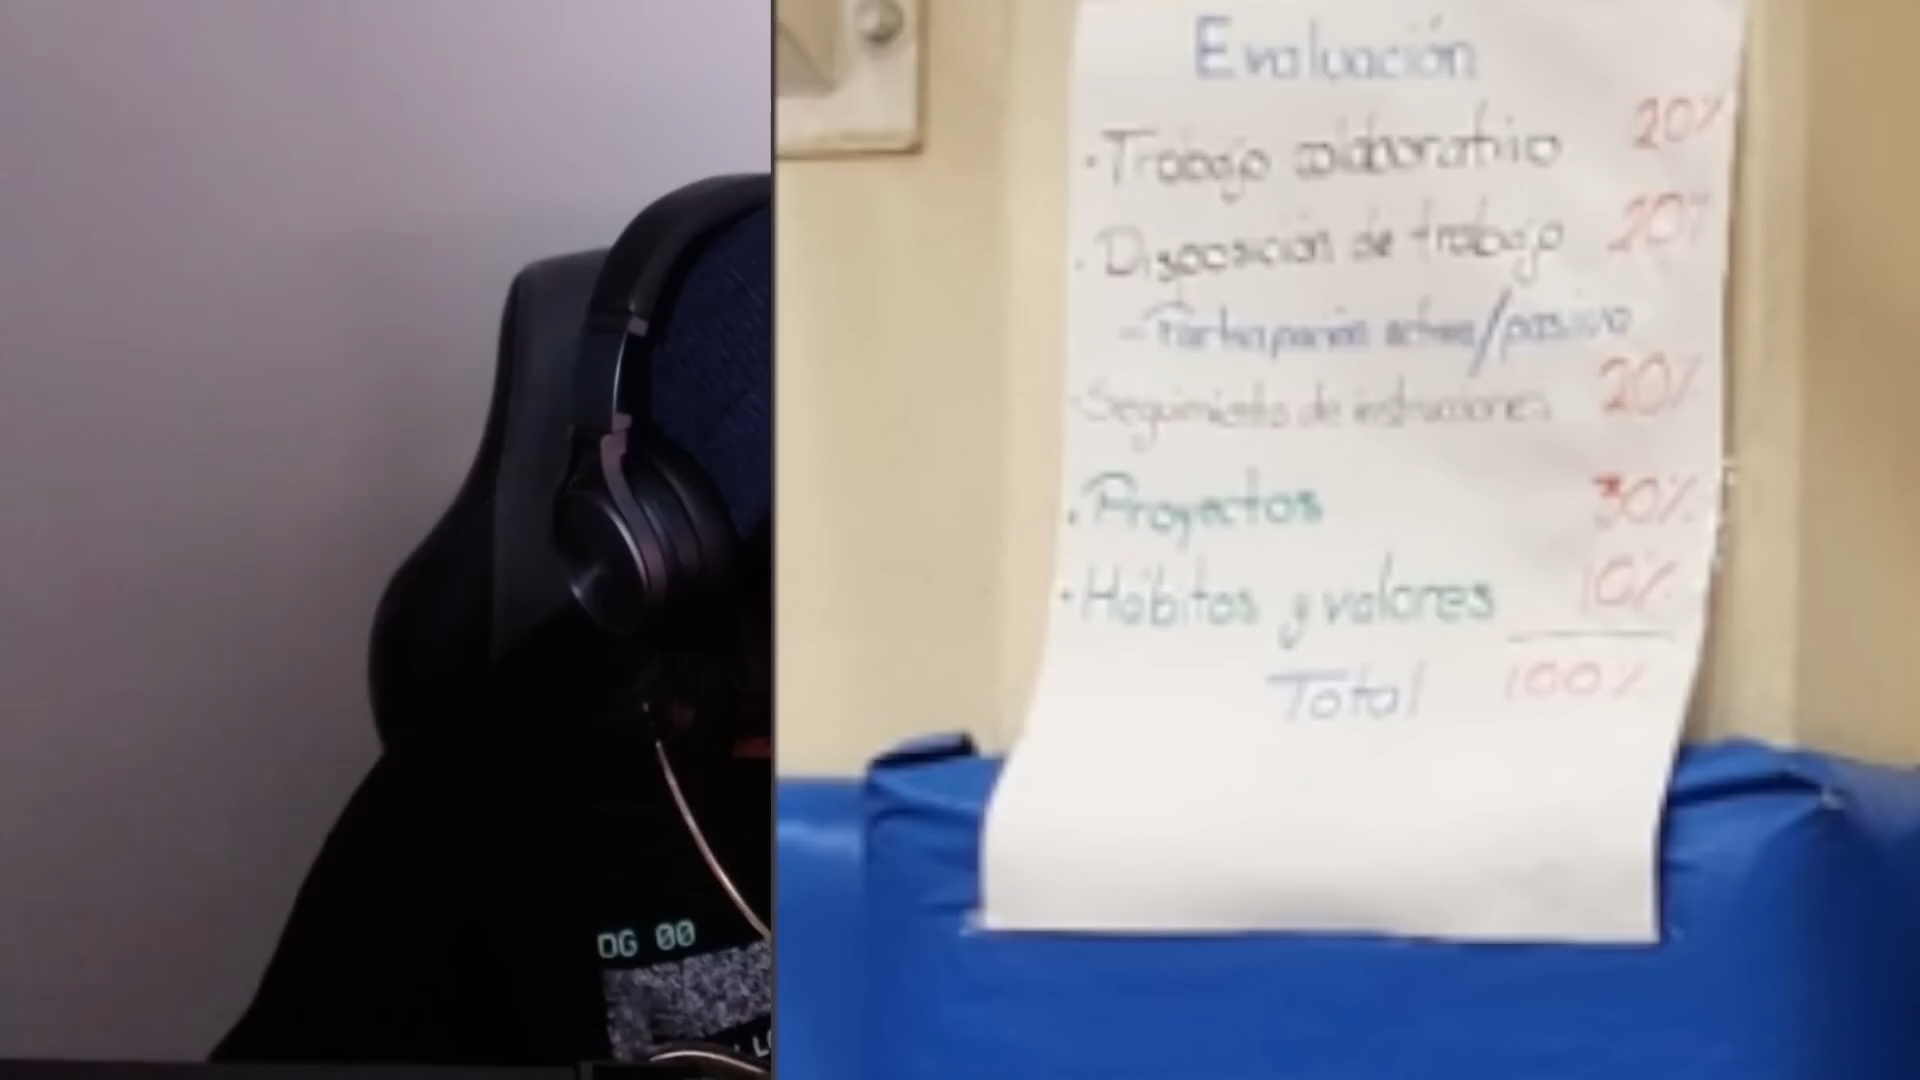 Evaluación
• Trabajo colaborativo 20%
• Disposición de trabajo 20%
- Participación activa/pasiva
• Seguimiento de instrucciones 20%
• Proyectos 30%
• Hábitos y valores 10%
Total 100%
DG 00